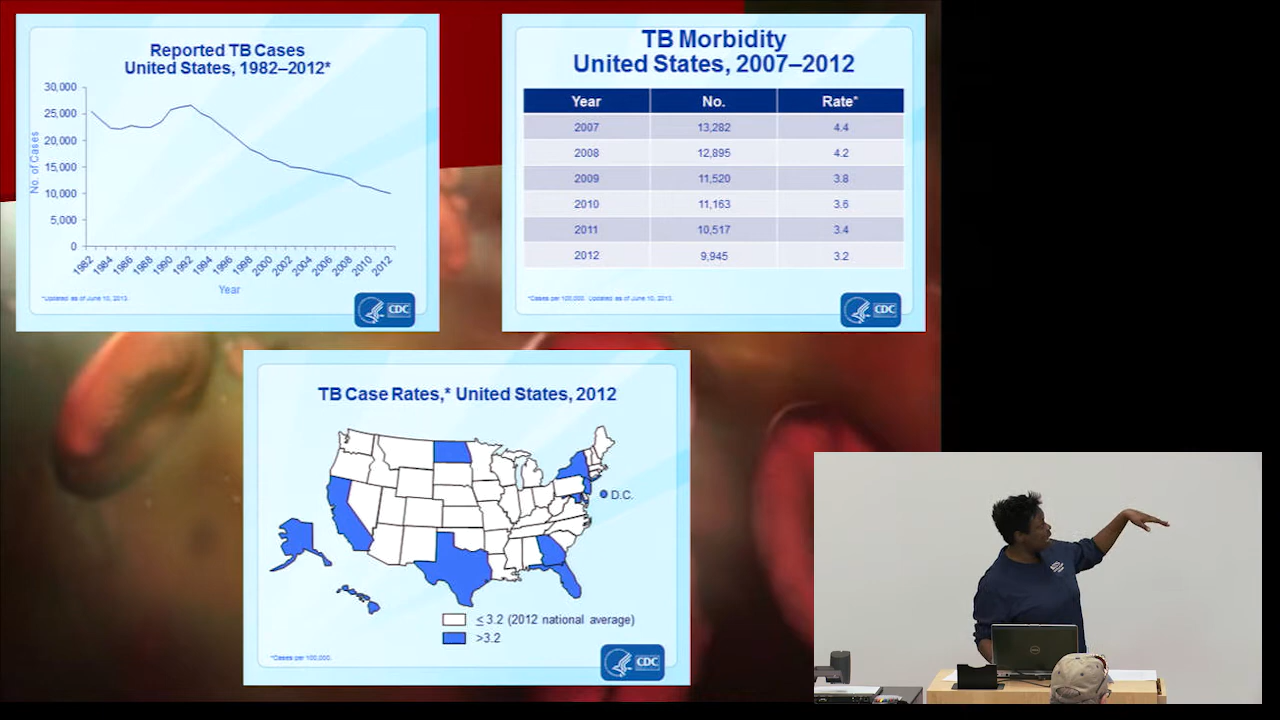 Reported TB Cases
United States, 1982–2012*
30,000
25,000
20,000
15,000
10,000
5,000
0
No. of Cases
1982
1984
1986
1988
1990
1992
1994
1996
1998
2000
2002
2004
2006
2008
2010
2012
Year
*Updated as of June 10, 2013.
CDC
TB Morbidity
United States, 2007–2012
Year No. Rate*
2007 13,282 4.4
2008 12,895 4.2
2009 11,520 3.8
2010 11,163 3.6
2011 10,517 3.4
2012 9,945 3.2
*Cases per 100,000. Updated as of June 10, 2013.
CDC
TB Case Rates,* United States, 2012
D.C.
≤ 3.2 (2012 national average)
>3.2
*Cases per 100,000.
CDC